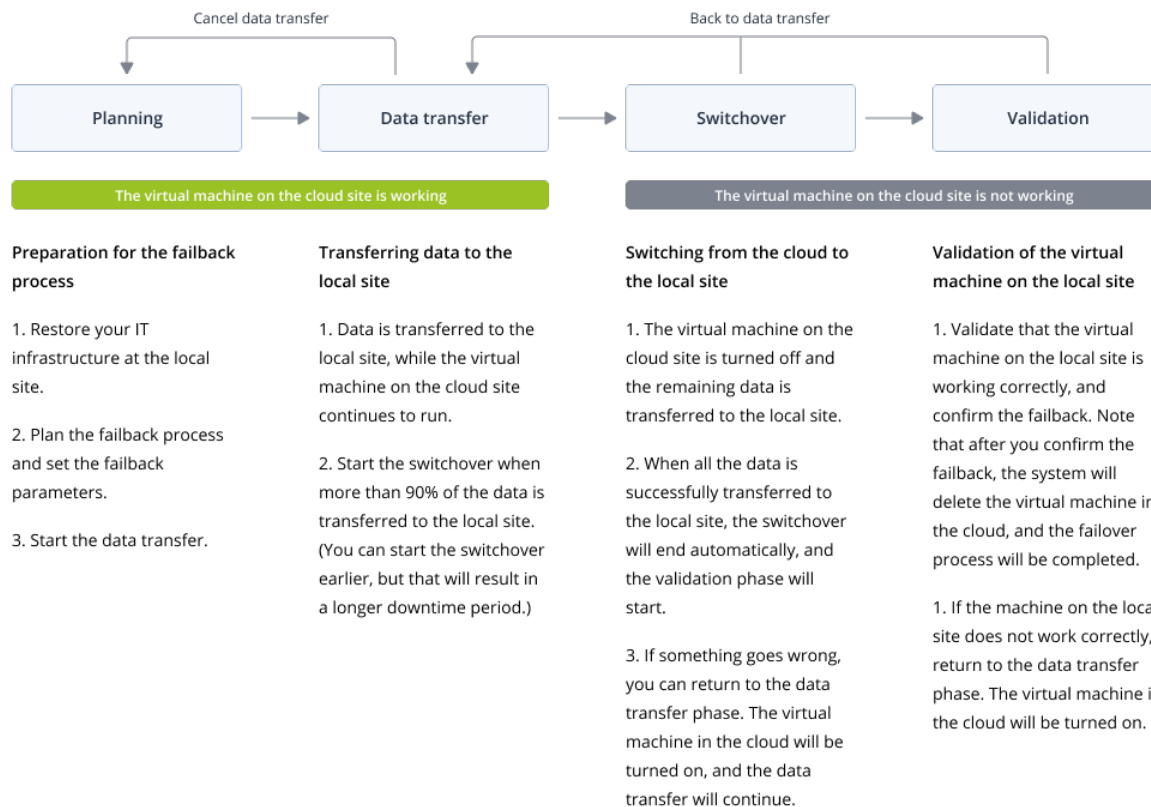 Cancel data transfer
Back to data transfer
Planning
Data transfer
Switchover
Validation
The virtual machine on the cloud site is working
The virtual machine on the cloud site is not working
Preparation for the failback
process
1. Restore your IT
infrastructure at the local
site.
2. Plan the failback process
and set the failback
parameters.
3. Start the data transfer.
Transferring data to the
local site
1. Data is transferred to the
local site, while the virtual
machine on the cloud site
continues to run.
2. Start the switchover when
more than 90% of the data is
transferred to the local site.
(You can start the switchover
earlier, but that will result in
a longer downtime period.)
Switching from the cloud to
the local site
1. The virtual machine on the
cloud site is turned off and
the remaining data is
transferred to the local site.
2. When all the data is
successfully transferred to
the local site, the switchover
will end automatically, and
the validation phase will
start.
3. If something goes wrong,
you can return to the data
transfer phase. The virtual
machine in the cloud will be
turned on, and the data
transfer will continue.
Validation of the virtual
machine on the local site
1. Validate that the virtual
machine on the local site is
working correctly, and
confirm the failback. Note
that after you confirm the
failback, the system will
delete the virtual machine in
the cloud, and the failover
process will be completed.
1. If the machine on the loca
site does not work correctly,
return to the data transfer
phase. The virtual machine i
the cloud will be turned on.